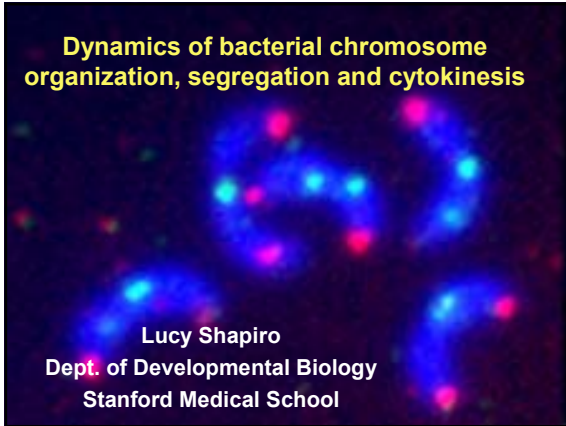 Dynamics of bacterial chromosome
organization, segregation and cytokinesis
Lucy Shapiro
Dept. of Developmental Biology
Stanford Medical School